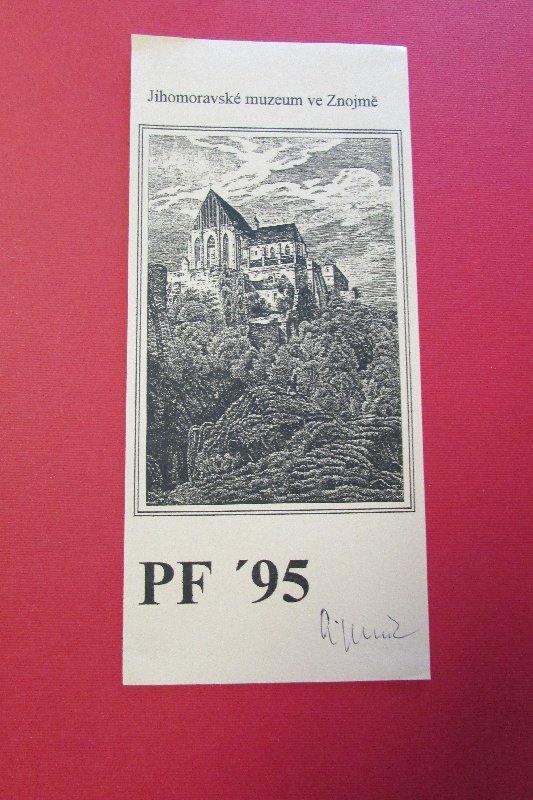 Jihomoravské muzeum ve Znojmě
PF ´95